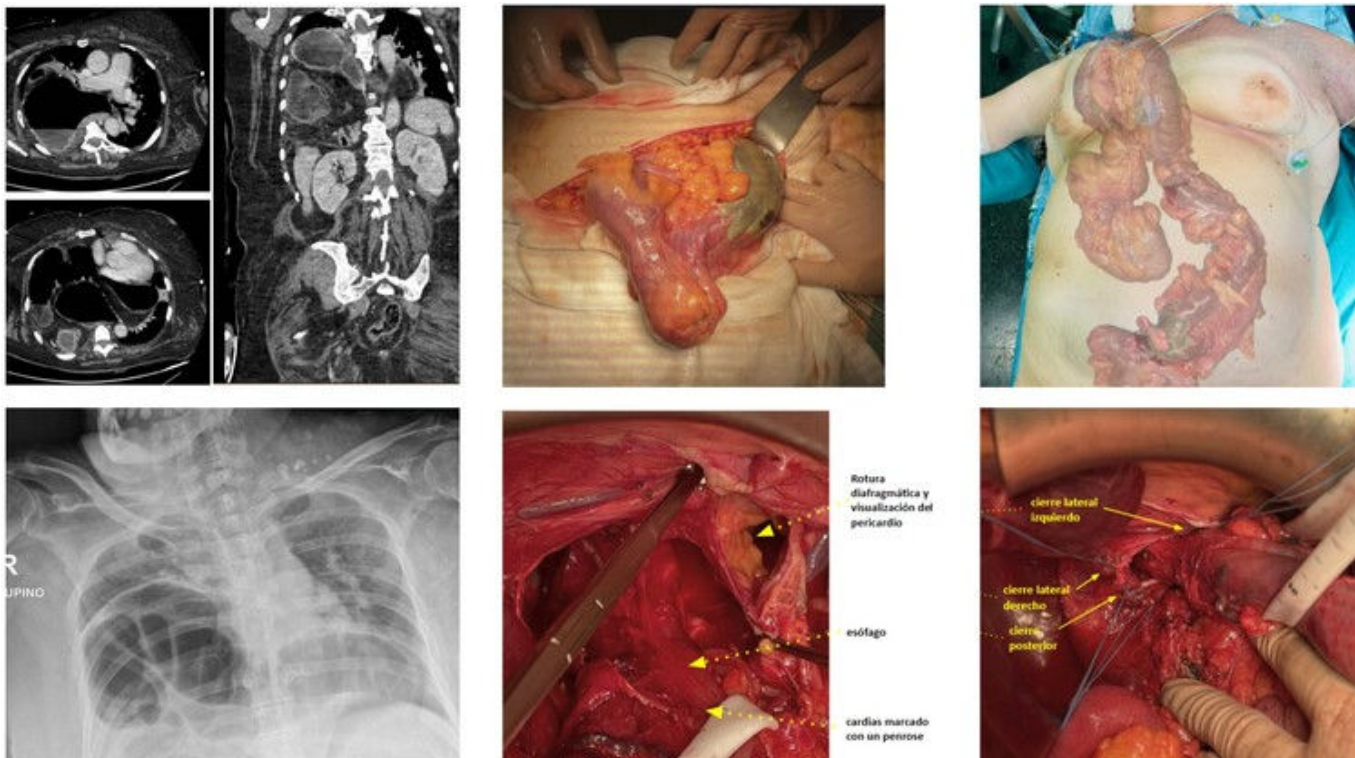 R
UPINO
Rotura
diafragmática y
visualización del
pericardio
esófago
cardias marcado
con un penrose
cierre lateral
izquierdo
cierre lateral
derecho
cierre
posterior